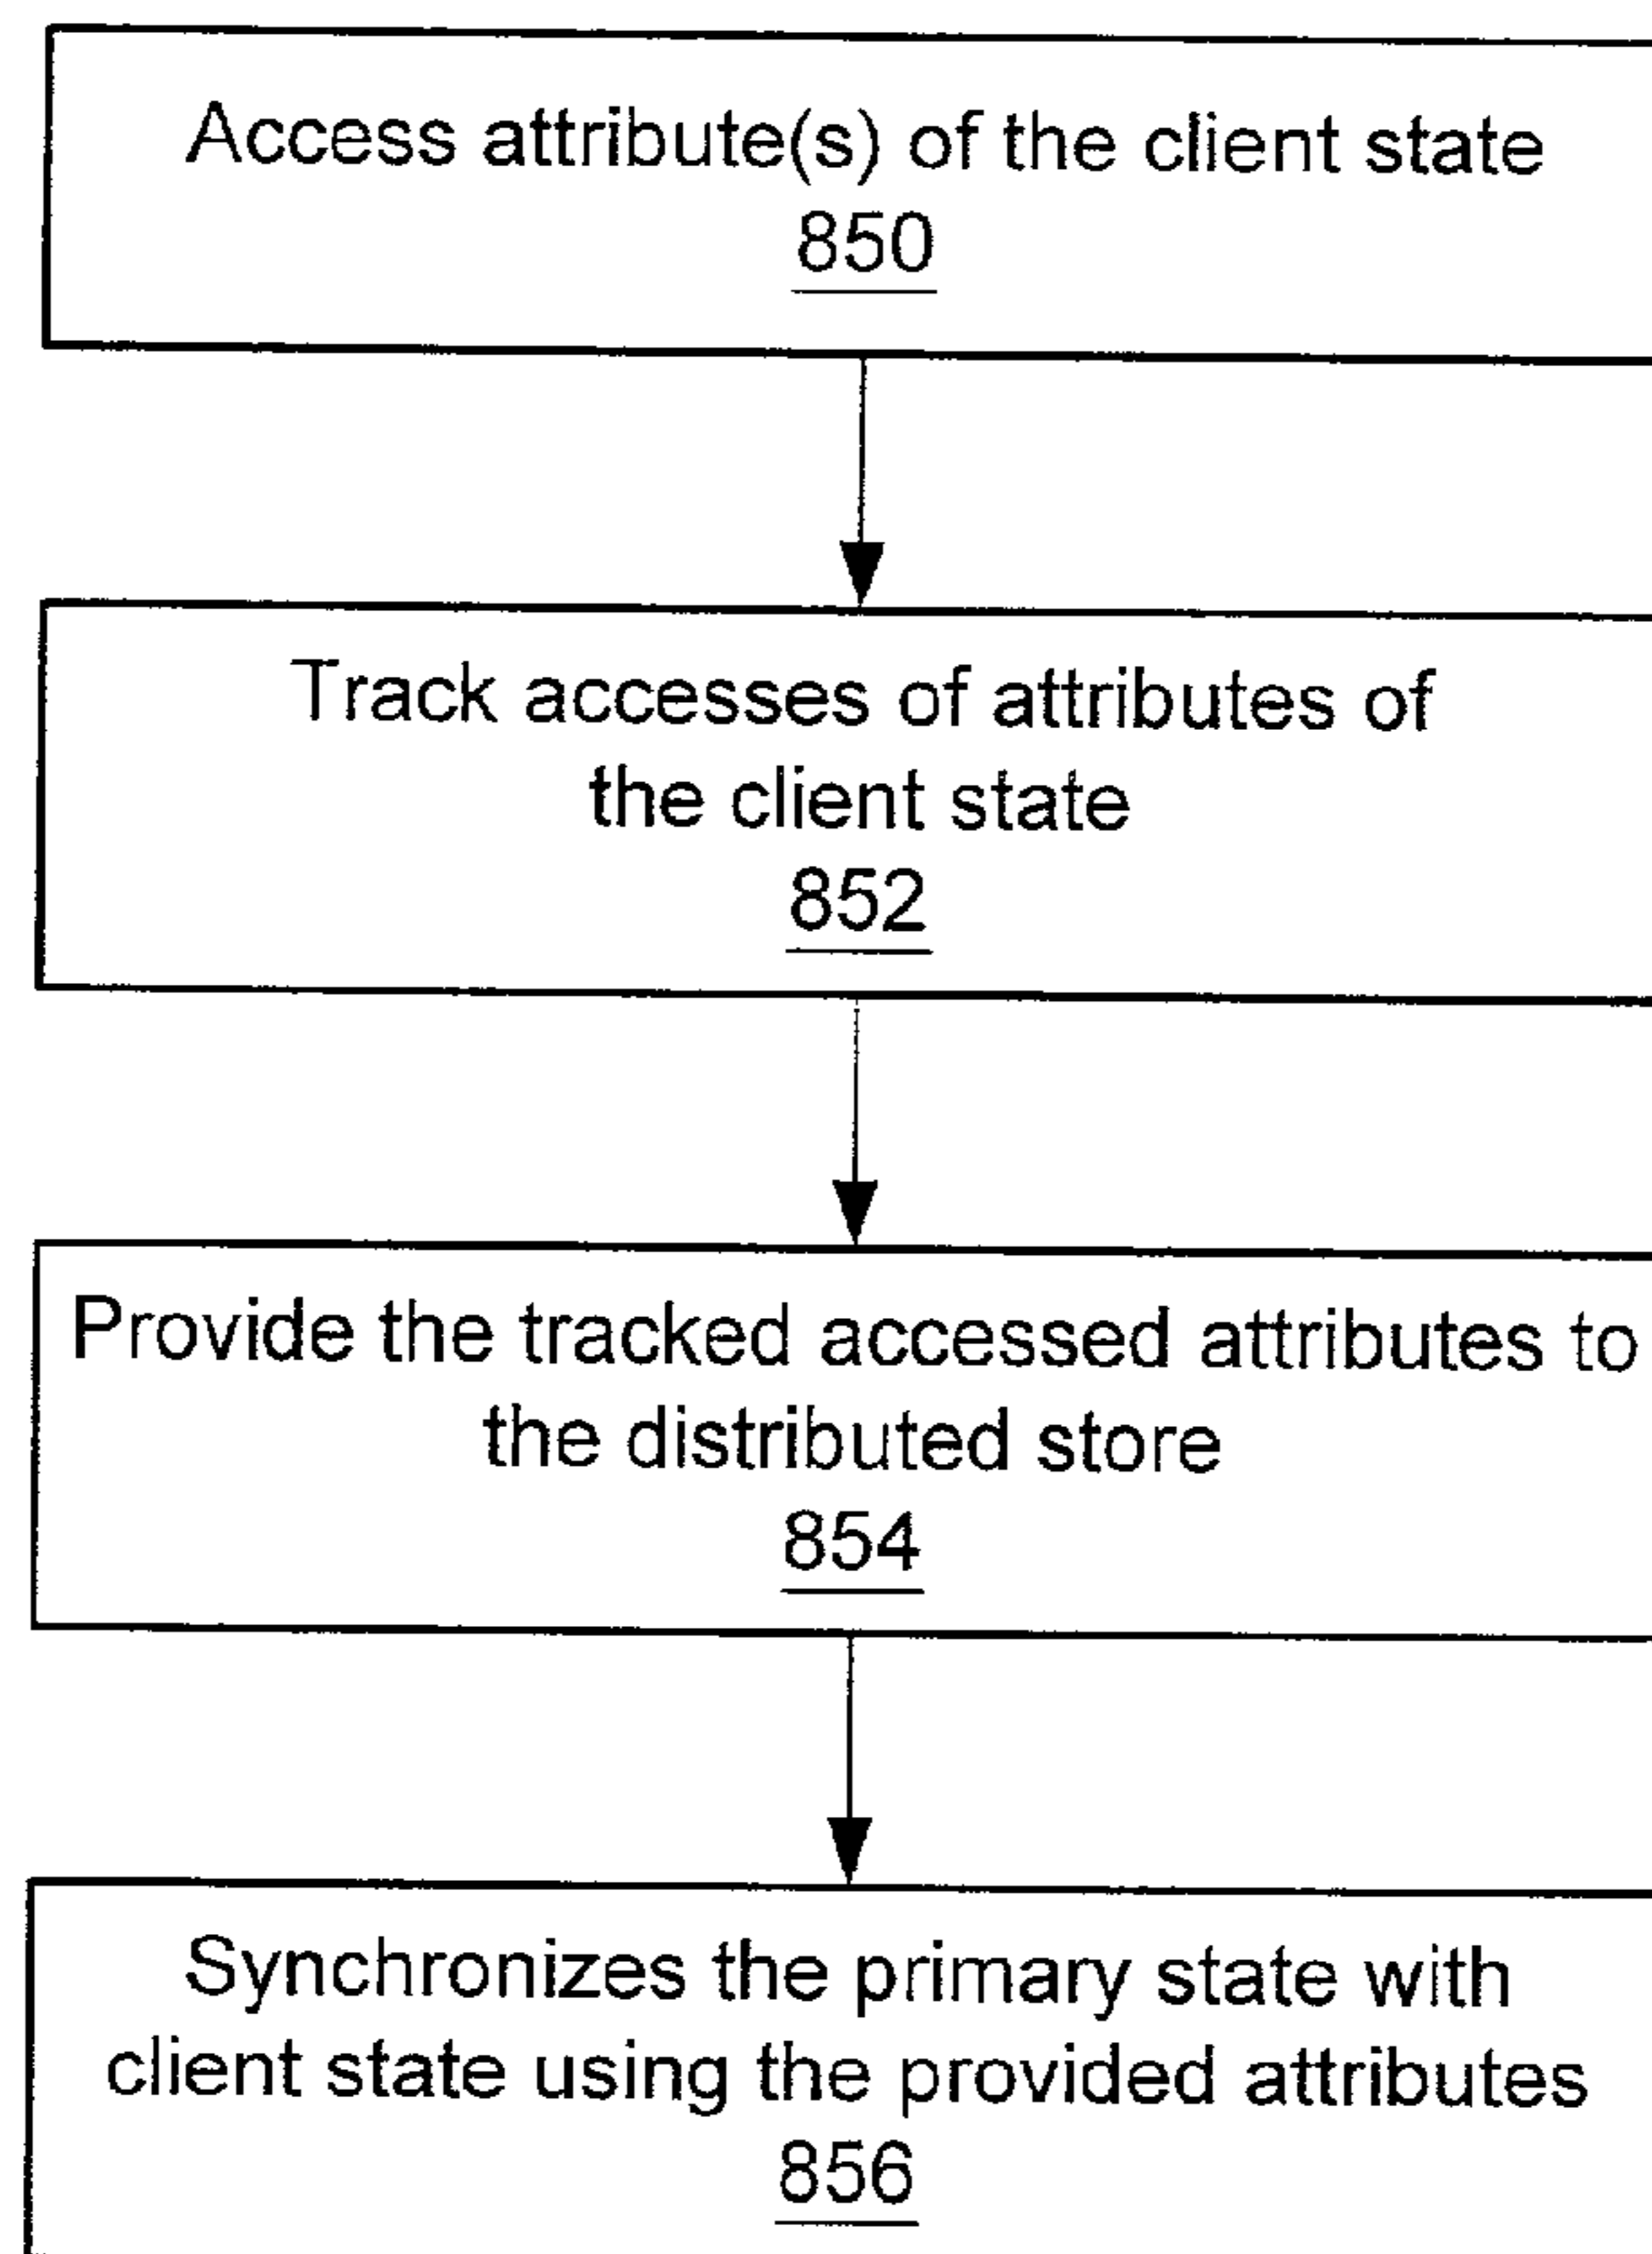 Access attribute(s) of the client state
850
Track accesses of attributes of
the client state
852
Provide the tracked accessed attributes to
the distributed store
854
Synchronizes the primary state with
client state using the provided attributes
856